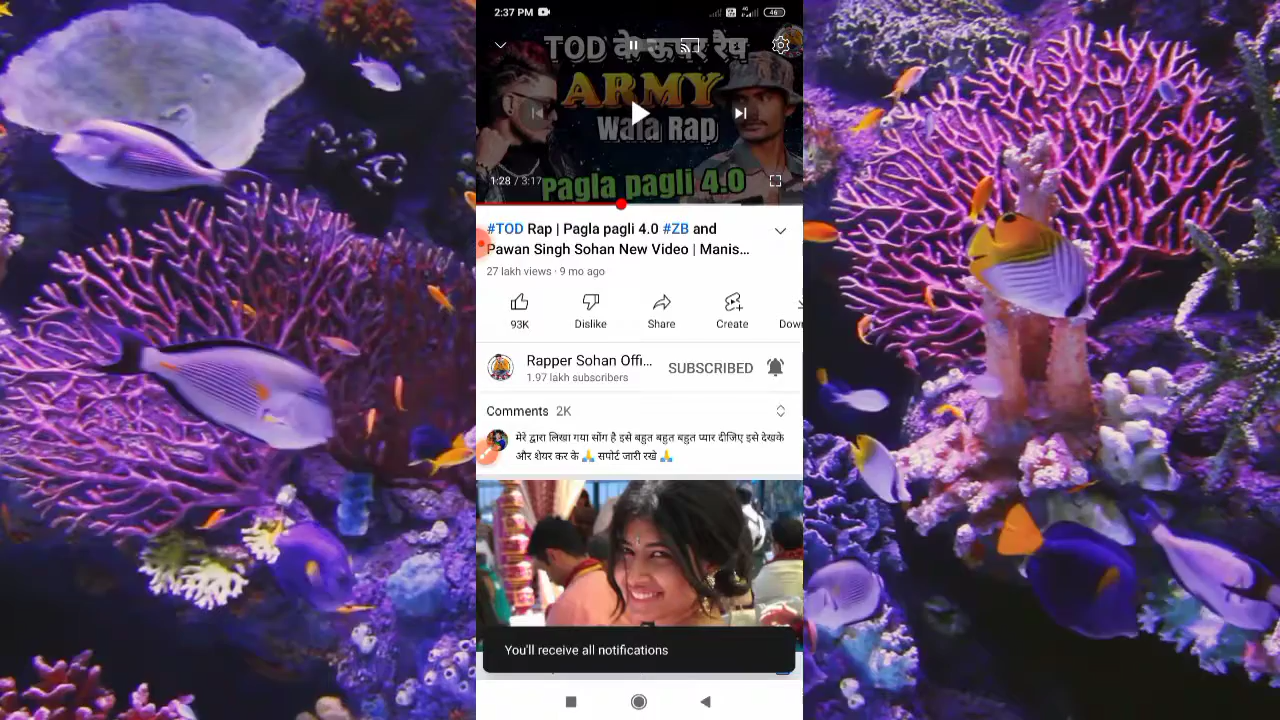 2:37 PM
46
TOD के ऊपर रैप
ARMY
Wala Rap
1:28 / 3:17
Pagla pagli 4.0
#TOD Rap | Pagla pagli 4.0 #ZB and
Pawan Singh Sohan New Video | Manis...
27 lakh views · 9 mo ago
93K
Dislike
Share
Create
Down
Rapper Sohan Offi...
1.97 lakh subscribers
SUBSCRIBED
Comments 2K
मेरे द्वारा लिखा गया सोंग है इसे बहुत बहुत बहुत प्यार दीजिए इसे देखके
और शेयर कर के 🙏 सपोर्ट जारी रखे 🙏
You'll receive all notifications